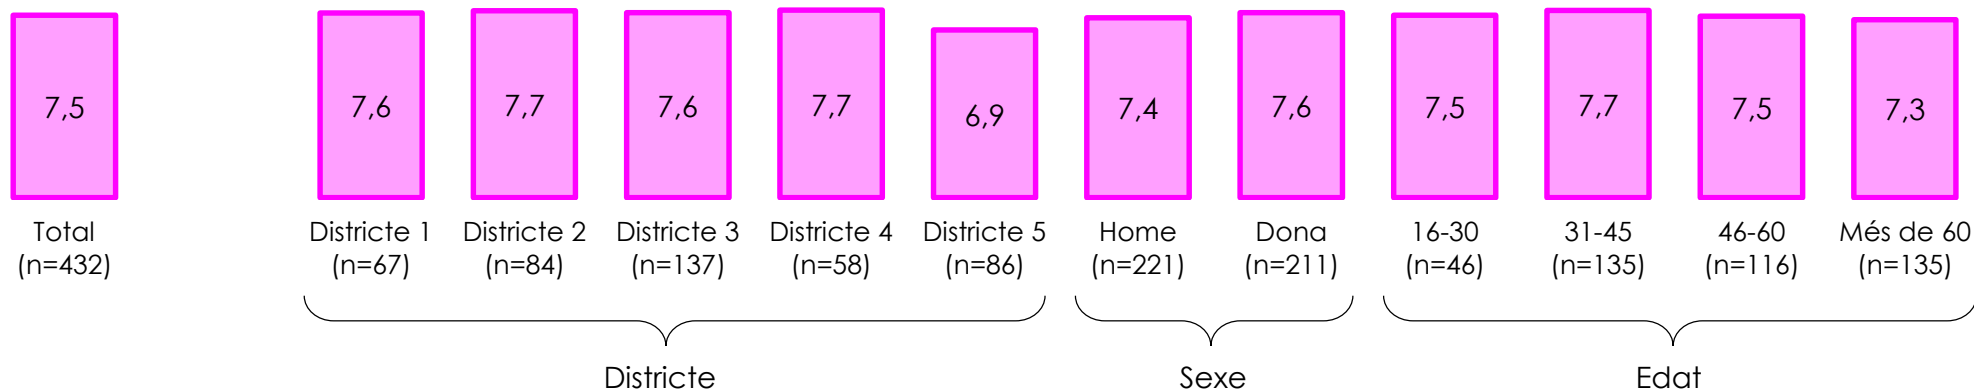 7,5
7,6
7,7
7,6
7,7
6,9
7,4
7,6
7,5
7,7
7,5
7,3
Total
(n=432)
Districte 1
(n=67)
Districte 2
(n=84)
Districte 3
(n=137)
Districte 4
(n=58)
Districte 5
(n=86)
Home
(n=221)
Dona
(n=211)
16-30
(n=46)
31-45
(n=135)
46-60
(n=116)
Més de 60
(n=135)
Districte
Sexe
Edat